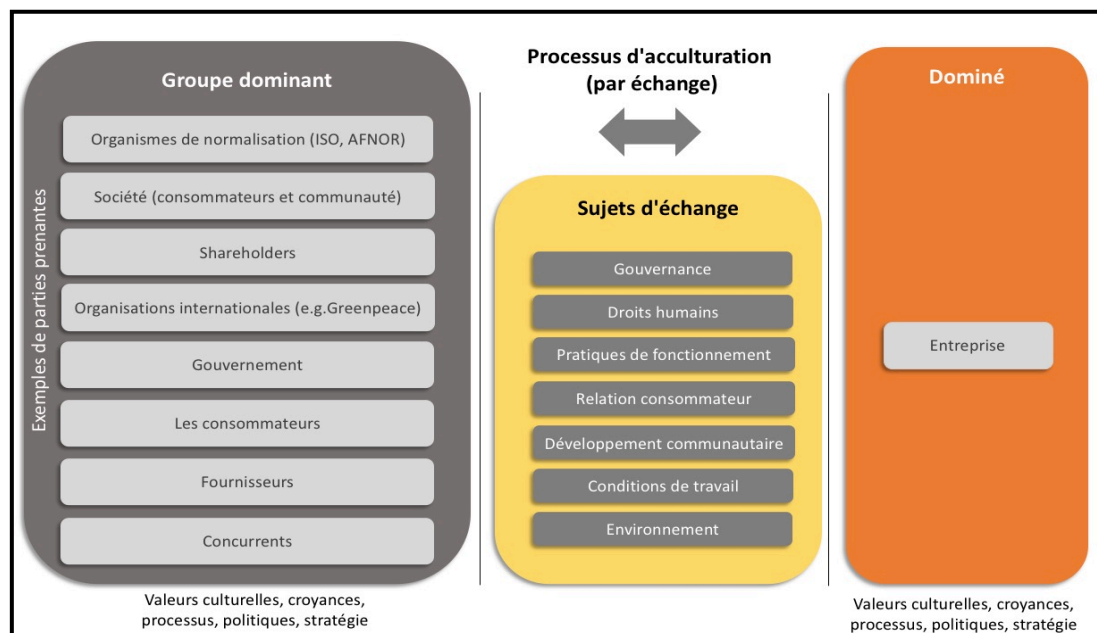 Groupe dominant
Exemples de parties prenantes
Organismes de normalisation (ISO, AFNOR)
Société (consommateurs et communauté)
Shareholders
Organisations internationales (e.g.Greenpeace)
Gouvernement
Les consommateurs
Fournisseurs
Concurrents
Valeurs culturelles, croyances,
processus, politiques, stratégie
Processus d'acculturation
(par échange)
Sujets d'échange
Gouvernance
Droits humains
Pratiques de fonctionnement
Relation consommateur
Développement communautaire
Conditions de travail
Environnement
Dominé
Entreprise
Valeurs culturelles, croyances,
processus, politiques, stratégie